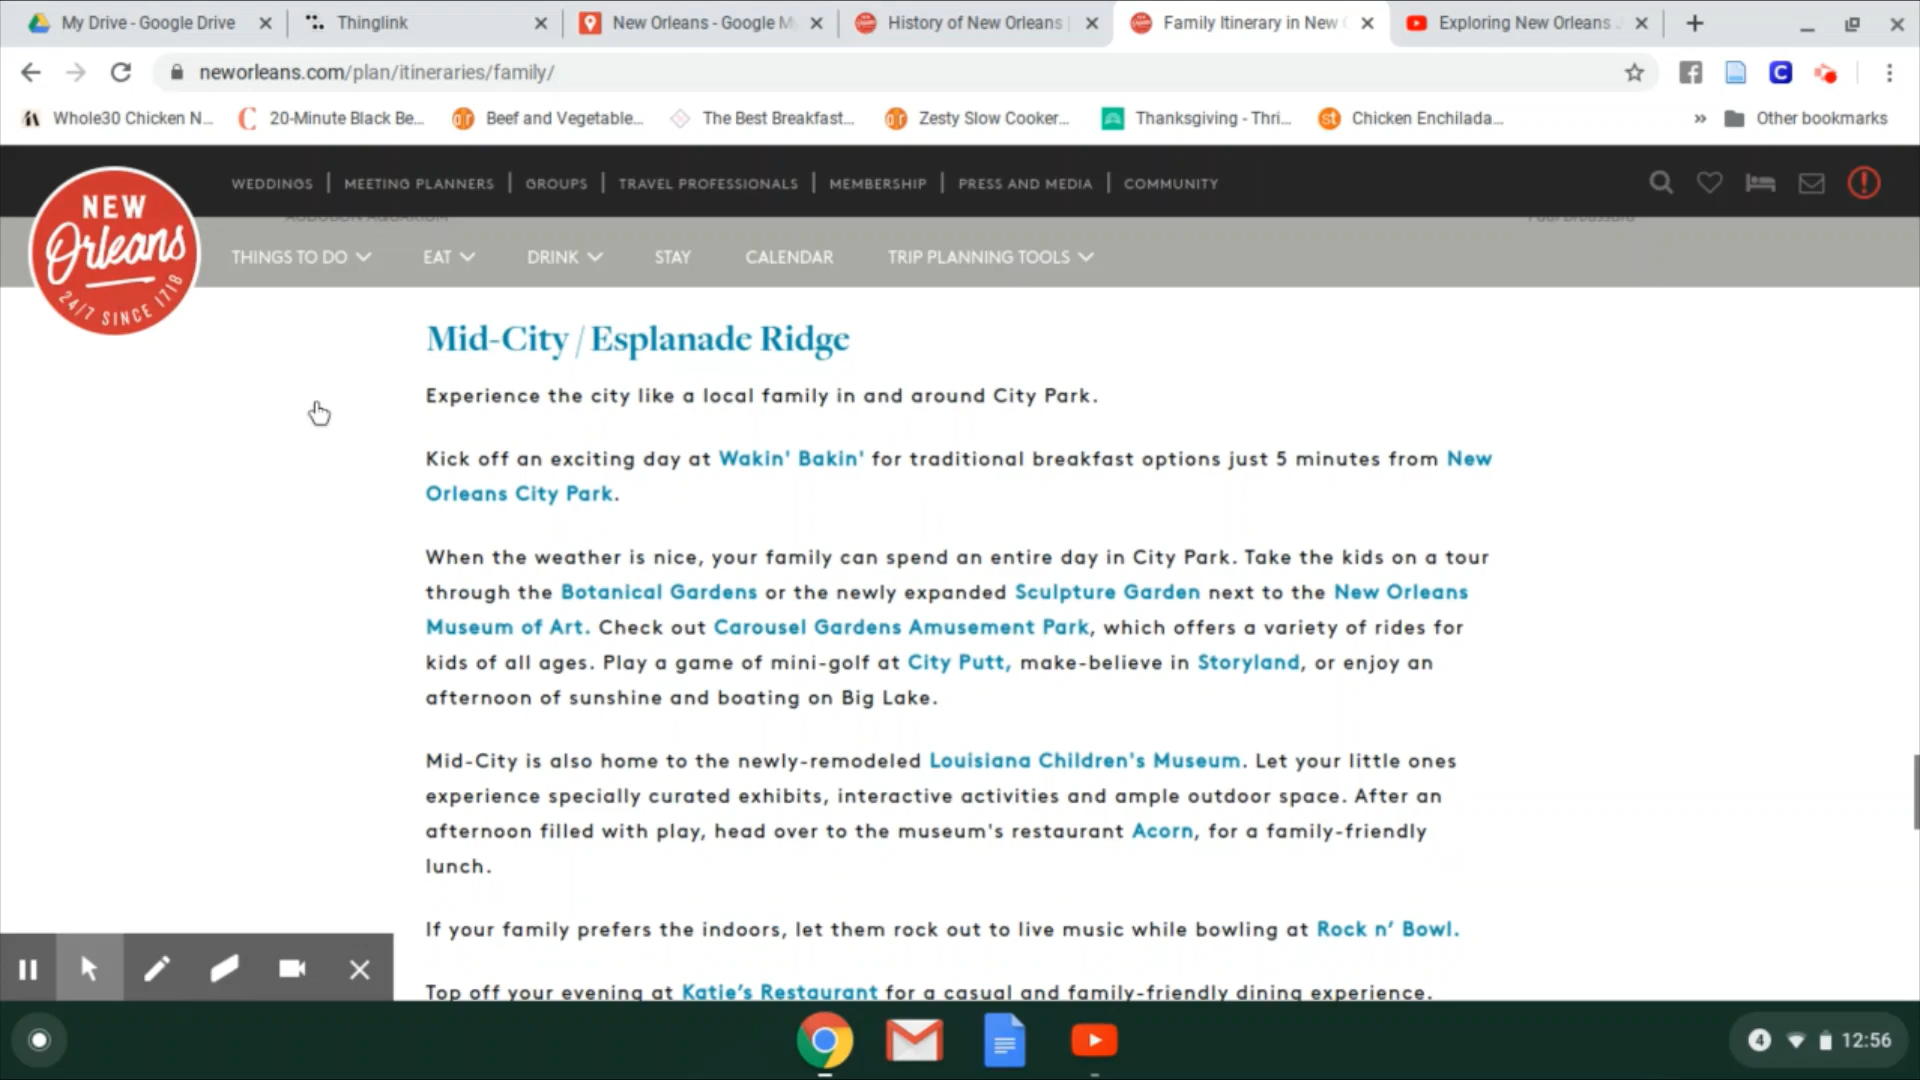 My Drive - Google Drive
Thinglink
New Orleans - Google M
History of New Orleans |
Family Itinerary in New
Exploring New Orleans
neworleans.com/plan/itineraries/family/
Whole30 Chicken N...
20-Minute Black Be...
Beef and Vegetable...
The Best Breakfast...
Zesty Slow Cooker...
Thanksgiving - Thri...
Chicken Enchilada...
Other bookmarks
WEDDINGS | MEETING PLANNERS | GROUPS | TRAVEL PROFESSIONALS | MEMBERSHIP | PRESS AND MEDIA | COMMUNITY
NEW
Orleans
24/7 SINCE 1718
THINGS TO DO EAT DRINK STAY CALENDAR TRIP PLANNING TOOLS
Mid-City / Esplanade Ridge
Experience the city like a local family in and around City Park.
Kick off an exciting day at Wakin' Bakin' for traditional breakfast options just 5 minutes from New
Orleans City Park.
When the weather is nice, your family can spend an entire day in City Park. Take the kids on a tour
through the Botanical Gardens or the newly expanded Sculpture Garden next to the New Orleans
Museum of Art. Check out Carousel Gardens Amusement Park, which offers a variety of rides for
kids of all ages. Play a game of mini-golf at City Putt, make-believe in Storyland, or enjoy an
afternoon of sunshine and boating on Big Lake.
Mid-City is also home to the newly-remodeled Louisiana Children's Museum. Let your little ones
experience specially curated exhibits, interactive activities and ample outdoor space. After an
afternoon filled with play, head over to the museum's restaurant Acorn, for a family-friendly
lunch.
If your family prefers the indoors, let them rock out to live music while bowling at Rock n' Bowl.
Top off your evening at Katie's Restaurant for a casual and family-friendly dining experience.
4 12:56